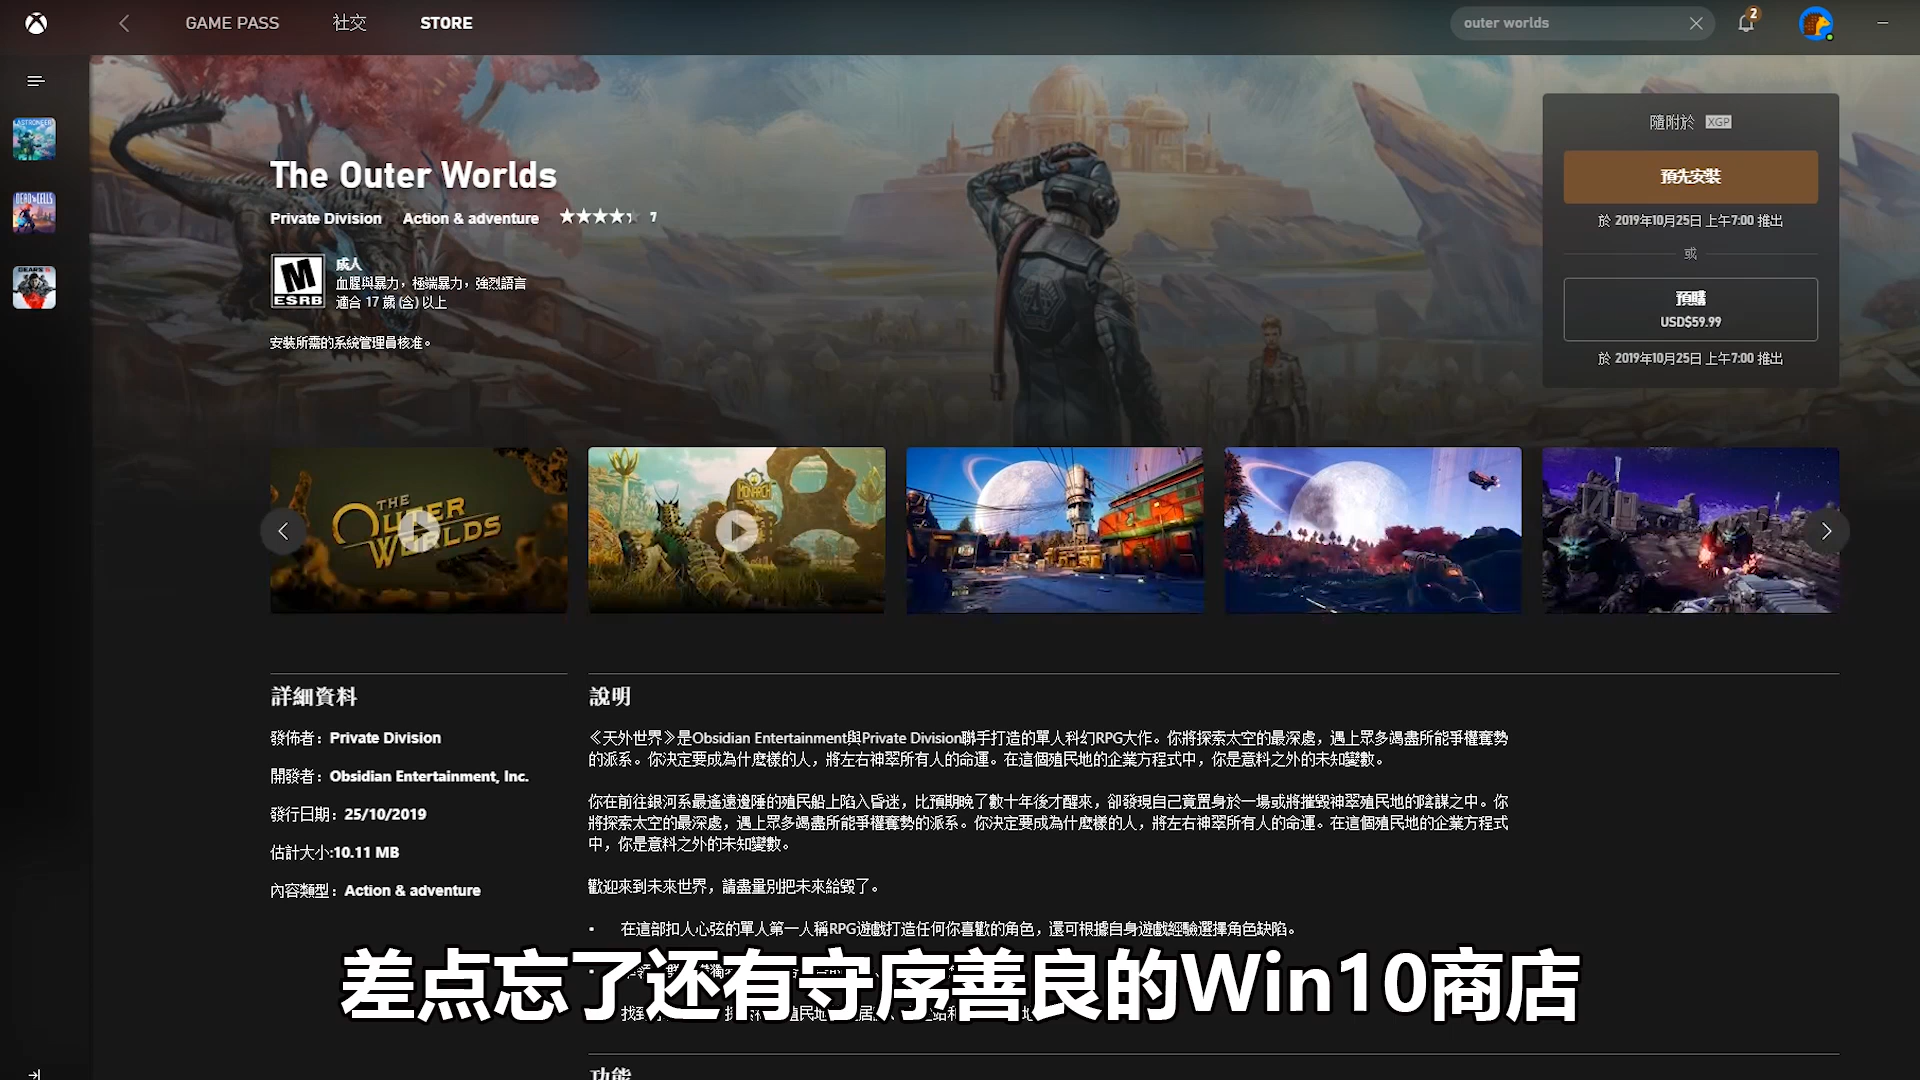 GAME PASS
社交
STORE
outer worlds
2
ASTRONEER
DEAD CELLS
GEARS 5
The Outer Worlds
Private Division
Action & adventure
7
M
ESRB
成人
血腥與暴力，極端暴力，強烈語言
適合 17 歲 (含) 以上
安裝所需的系統管理員核准。
隨附於 XGP
預先安裝
於 2019年10月25日 上午7:00 推出
或
預購
USD$59.99
於 2019年10月25日 上午7:00 推出
THE
OUTER
WORLDS
MONARCH
詳細資料
發佈者： Private Division
開發者： Obsidian Entertainment, Inc.
發行日期： 25/10/2019
估計大小:10.11 MB
內容類型： Action & adventure
說明
《天外世界》是Obsidian Entertainment與Private Division聯手打造的單人科幻RPG大作。你將探索太空的最深處，遇上眾多竭盡所能爭權奪勢
的派系。你決定要成為什麼樣的人，將左右神翠所有人的命運。在這個殖民地的企業方程式中，你是意料之外的未知變數。
你在前往銀河系最遙遠邊陲的殖民船上陷入昏迷，比預期晚了數十年後才醒來，卻發現自己竟置身於一場或將摧毀神翠殖民地的陰謀之中。你
將探索太空的最深處，遇上眾多竭盡所能爭權奪勢的派系。你決定要成為什麼樣的人，將左右神翠所有人的命運。在這個殖民地的企業方程式
中，你是意料之外的未知變數。
歡迎來到未來世界，請盡量別把未來給毀了。
• 在這部扣人心弦的單人第一人稱RPG遊戲打造任何你喜歡的角色，還可根據自身遊戲經驗選擇角色缺陷。
差点忘了还有守序善良的Win10商店
功能